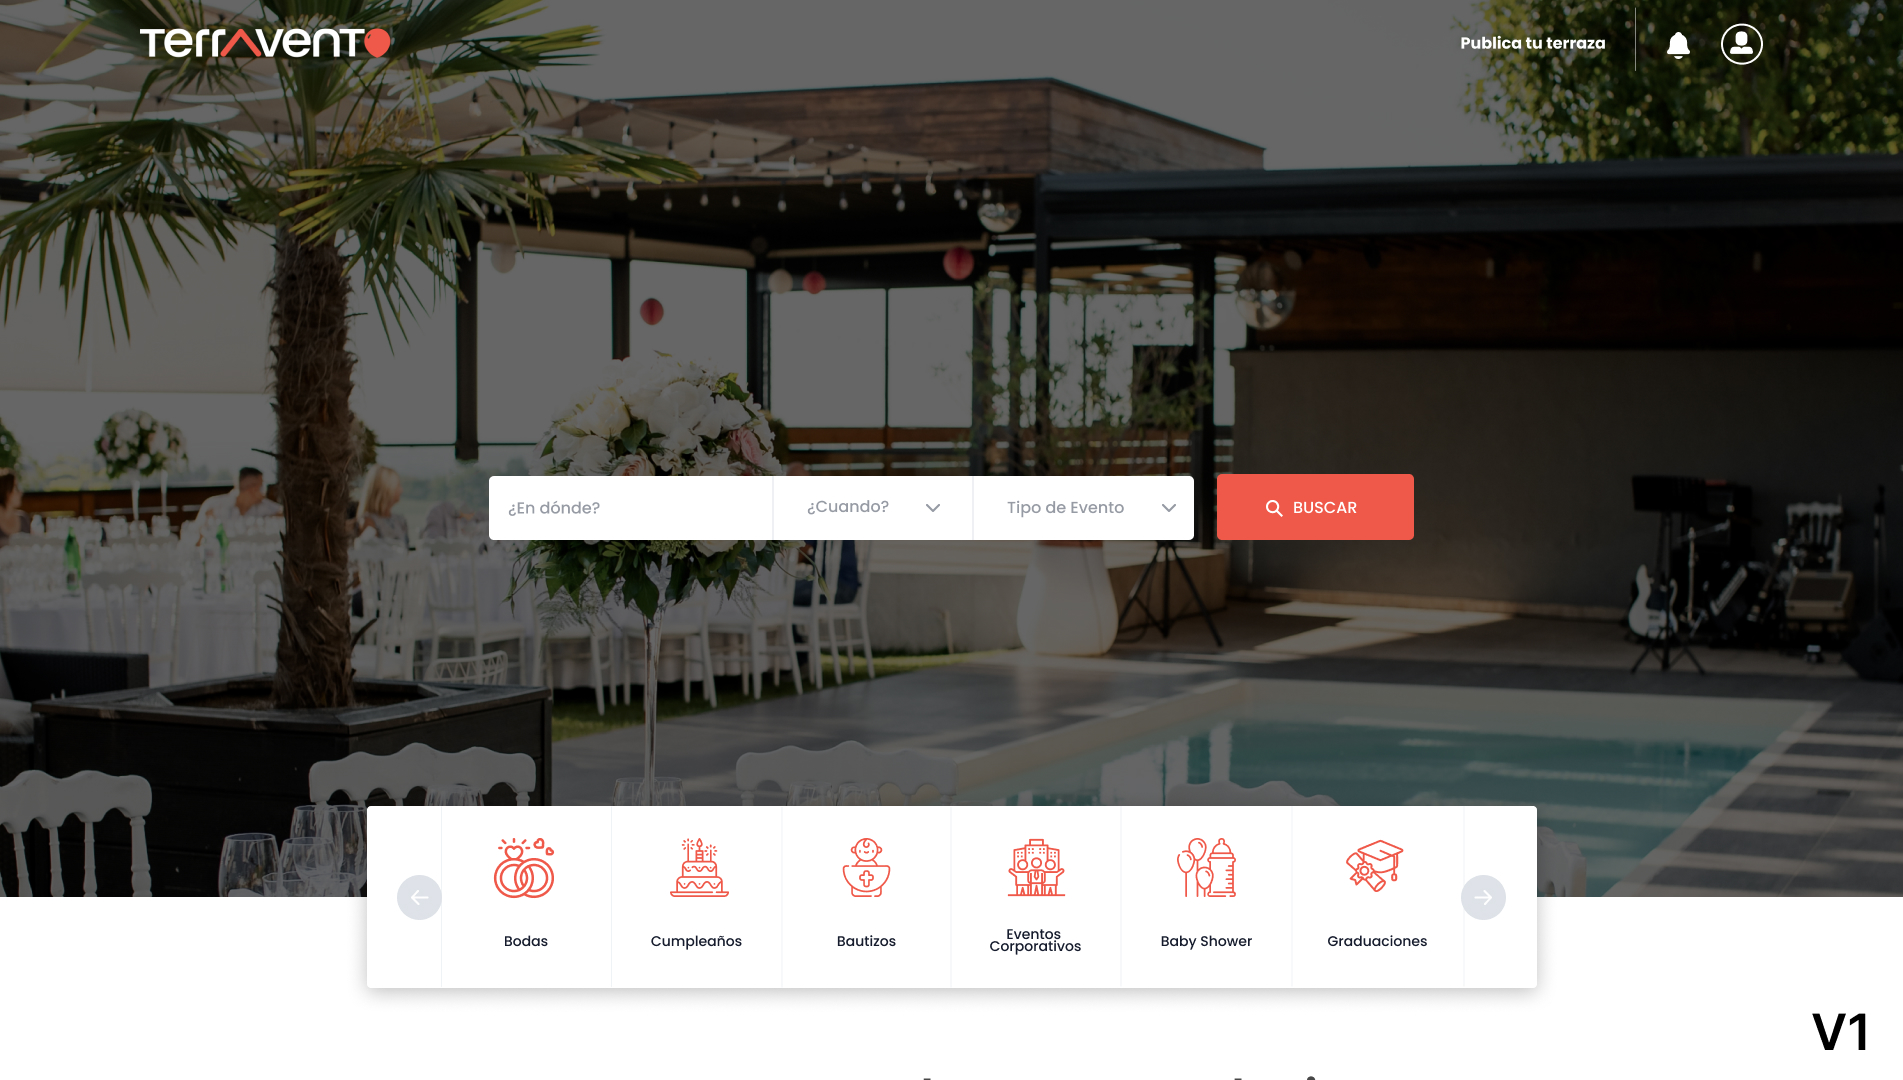 TerrAvento
Publica tu terraza
¿En dónde?
¿Cuando?
Tipo de Evento
BUSCAR
Bodas
Cumpleaños
Bautizos
Eventos
Corporativos
Baby Shower
Graduaciones
V1